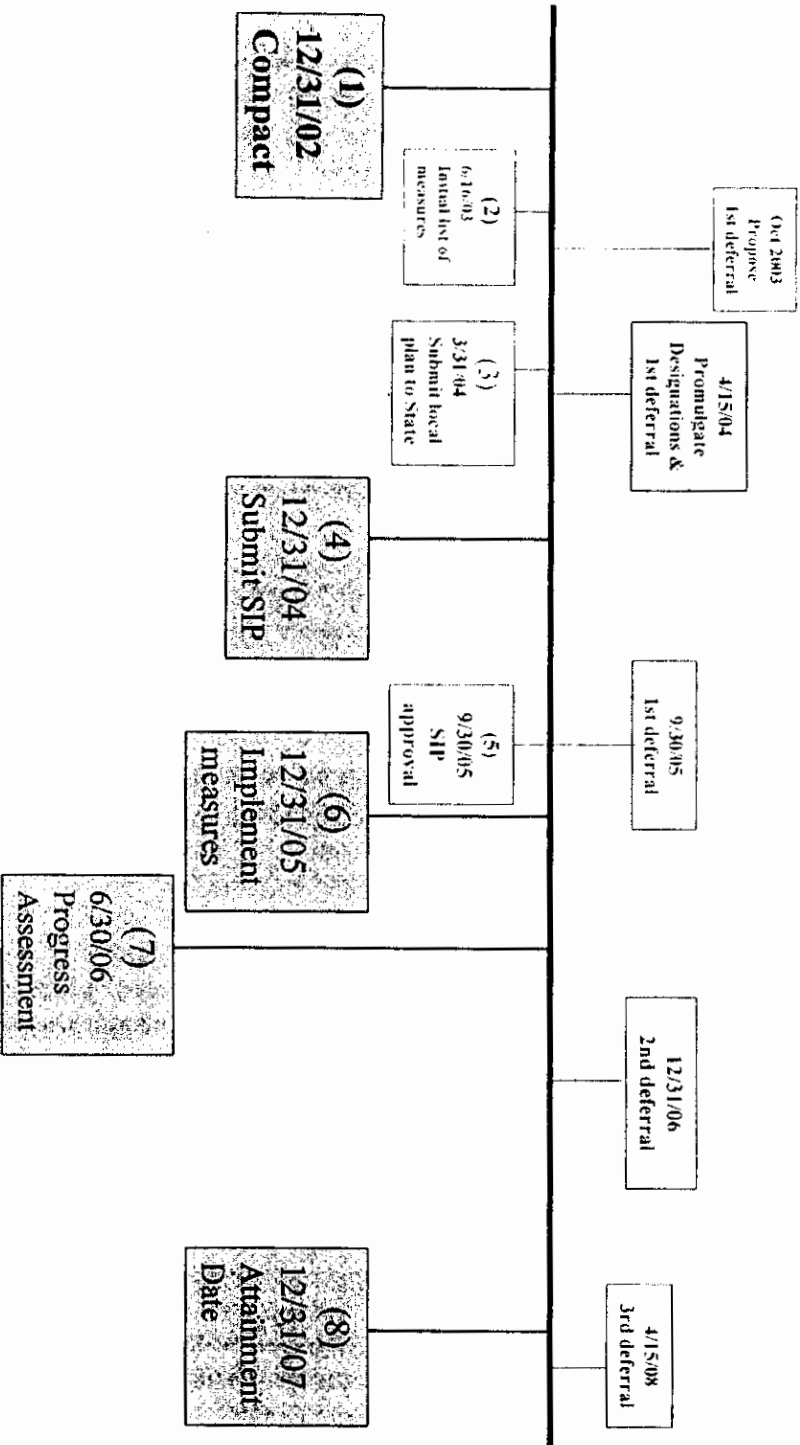 Oct 2003
Propose
1st deferral
4/15/04
Promulgate
Designations &
1st deferral
9/30/05
1st deferral
12/31/06
2nd deferral
4/15/08
3rd deferral
(1)
12/31/02
Compact
(2)
6/16/03
Initial list of
measures
(3)
3/31/04
Submit local
plan to State
(4)
12/31/04
Submit SIP
(5)
9/30/05
SIP
approval
(6)
12/31/05
Implement
measures
(7)
6/30/06
Progress
Assessment
(8)
12/31/07
Attainment
Date